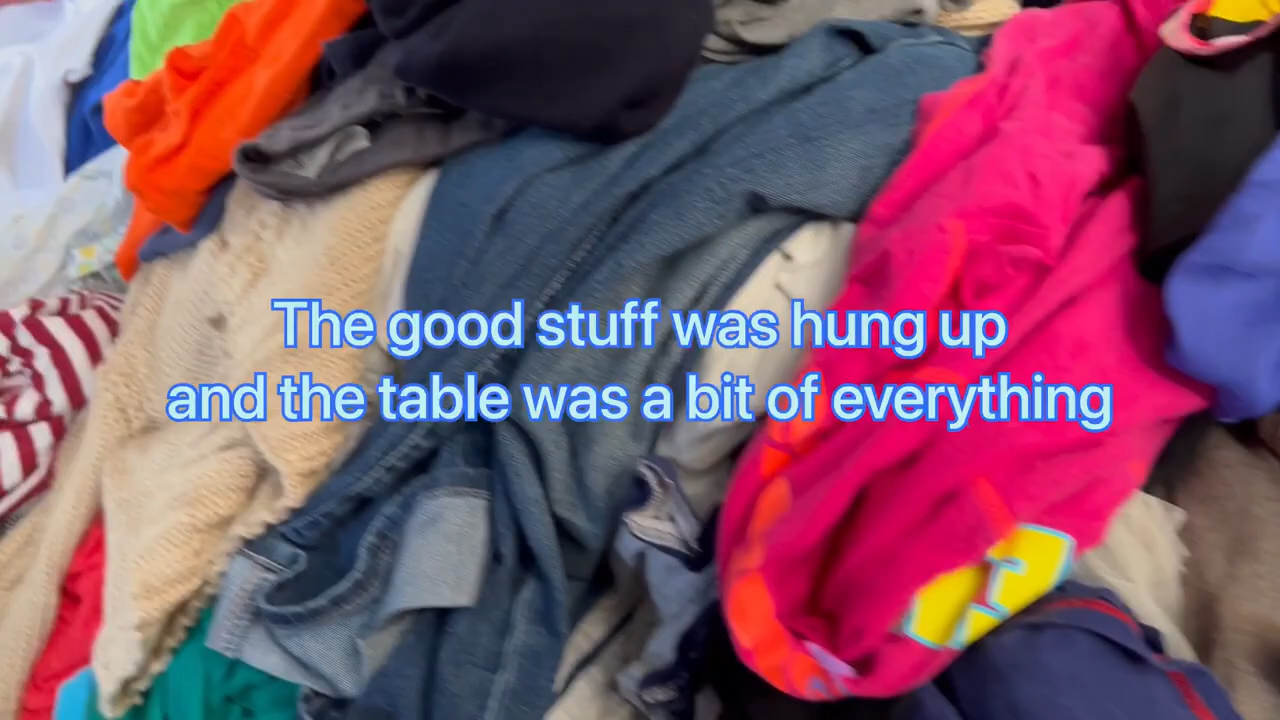 The good stuff was hung up
and the table was a bit of everything